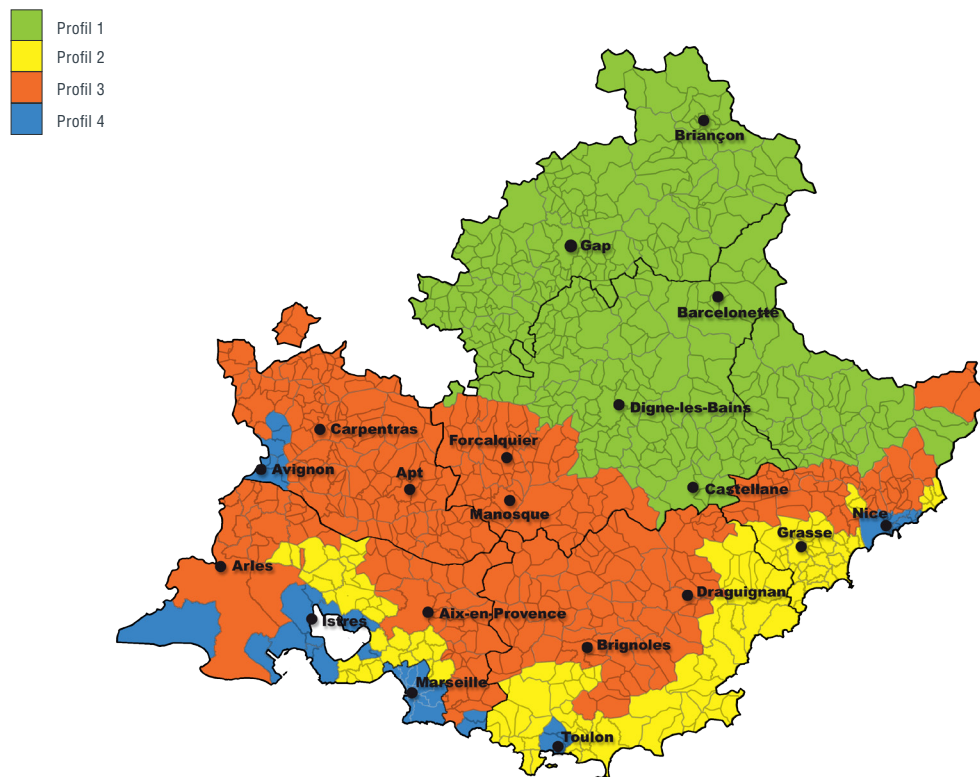 Profil 1
Profil 2
Profil 3
Profil 4
Briançon
Gap
Barcelonette
Digne-les-Bains
Carpentras
Forcalquier
Avignon
Apt
Castellane
Manosque
Nice
Grasse
Arles
Draguignan
Aix-en-Provence
Istres
Brignoles
Marseille
Toulon